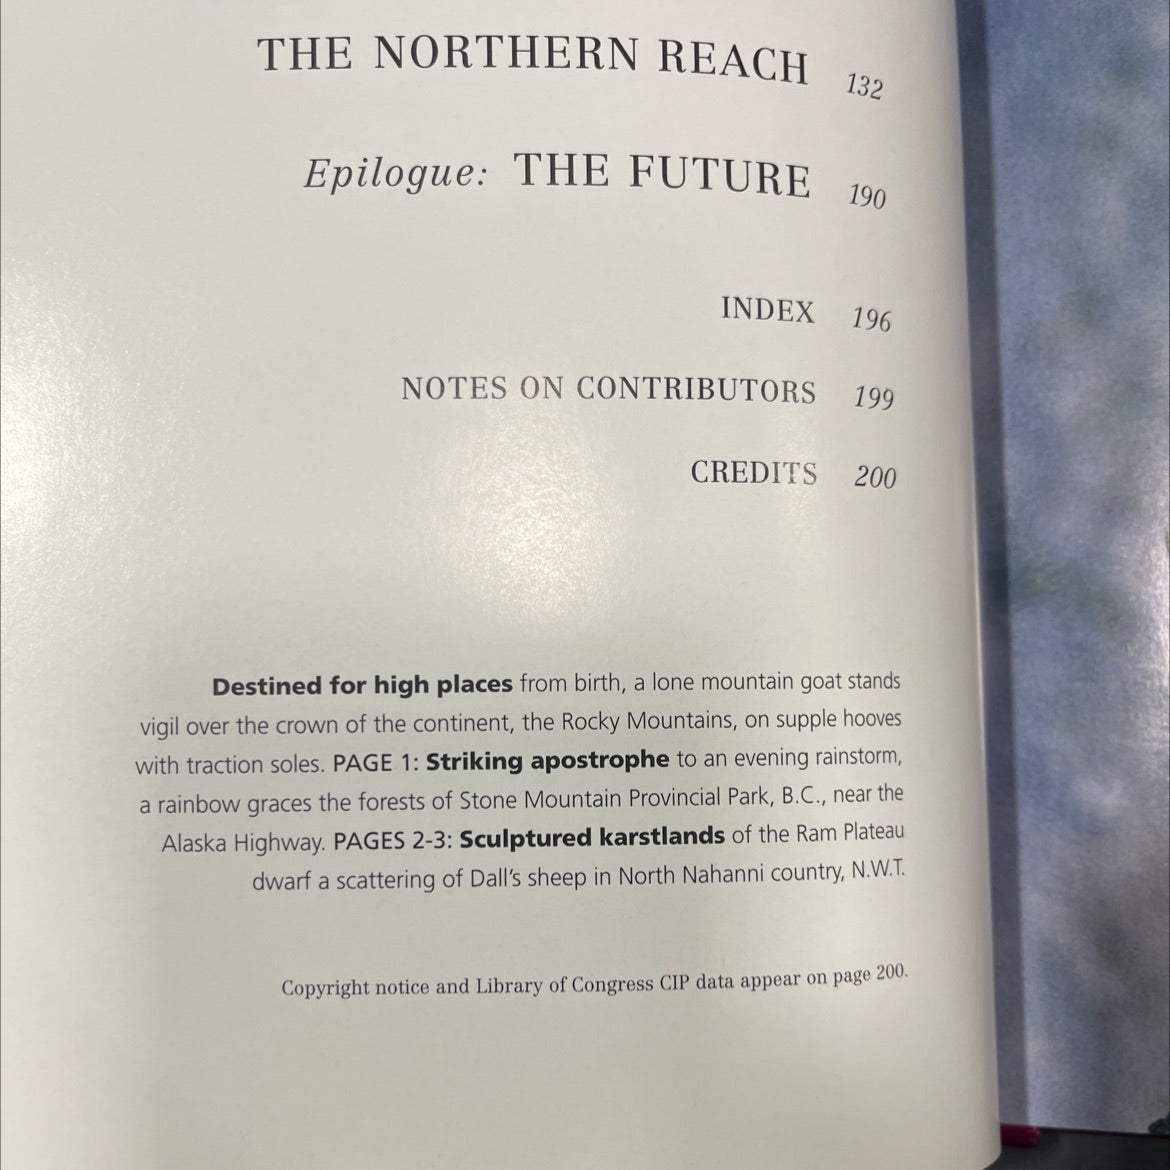 THE NORTHERN REACH 132
Epilogue: THE FUTURE 190
INDEX 196
NOTES ON CONTRIBUTORS 199
CREDITS 200
Destined for high places from birth, a lone mountain goat stands
vigil over the crown of the continent, the Rocky Mountains, on supple hooves
with traction soles. PAGE 1: Striking apostrophe to an evening rainstorm,
a rainbow graces the forests of Stone Mountain Provincial Park, B.C., near the
Alaska Highway. PAGES 2-3: Sculptured karstlands of the Ram Plateau
dwarf a scattering of Dall's sheep in North Nahanni country, N.W.T.
Copyright notice and Library of Congress CIP data appear on page 200.